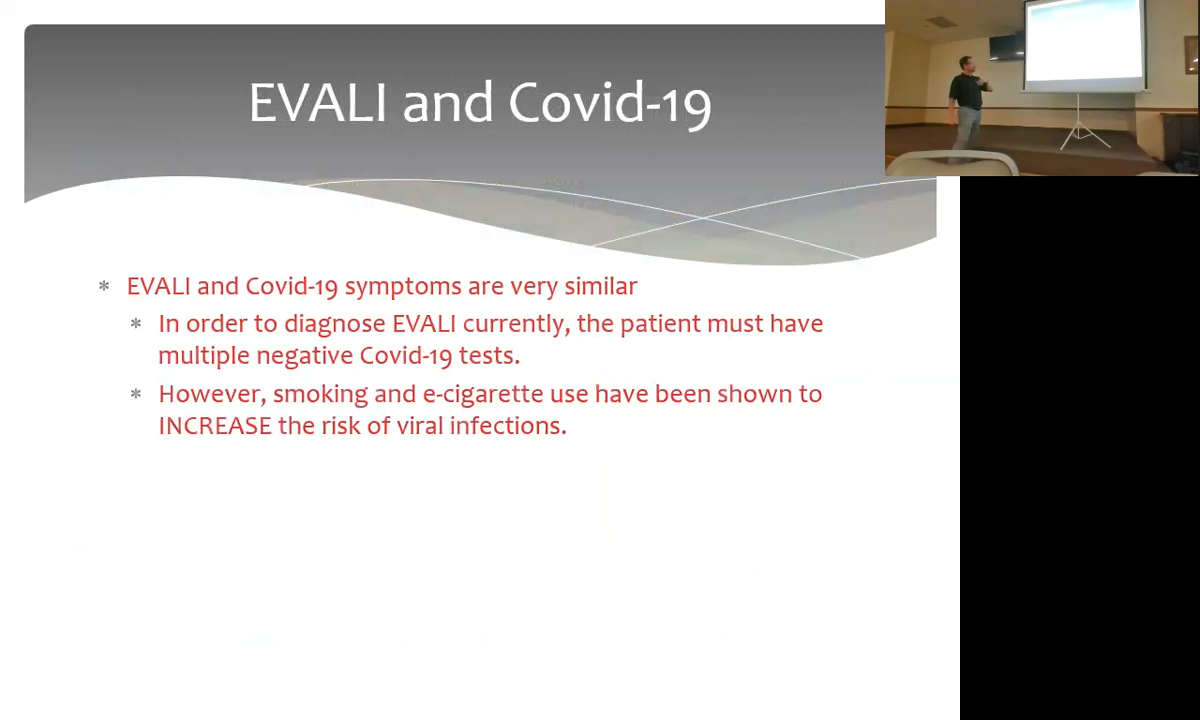 EVALI and Covid-19
* EVALI and Covid-19 symptoms are very similar
* In order to diagnose EVALI currently, the patient must have
multiple negative Covid-19 tests.
* However, smoking and e-cigarette use have been shown to
INCREASE the risk of viral infections.